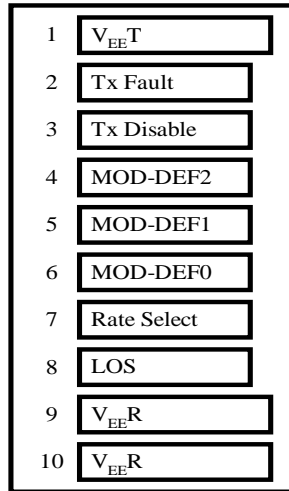 1 VEET
2 Tx Fault
3 Tx Disable
4 MOD-DEF2
5 MOD-DEF1
6 MOD-DEF0
7 Rate Select
8 LOS
9 VEER
10 VEER